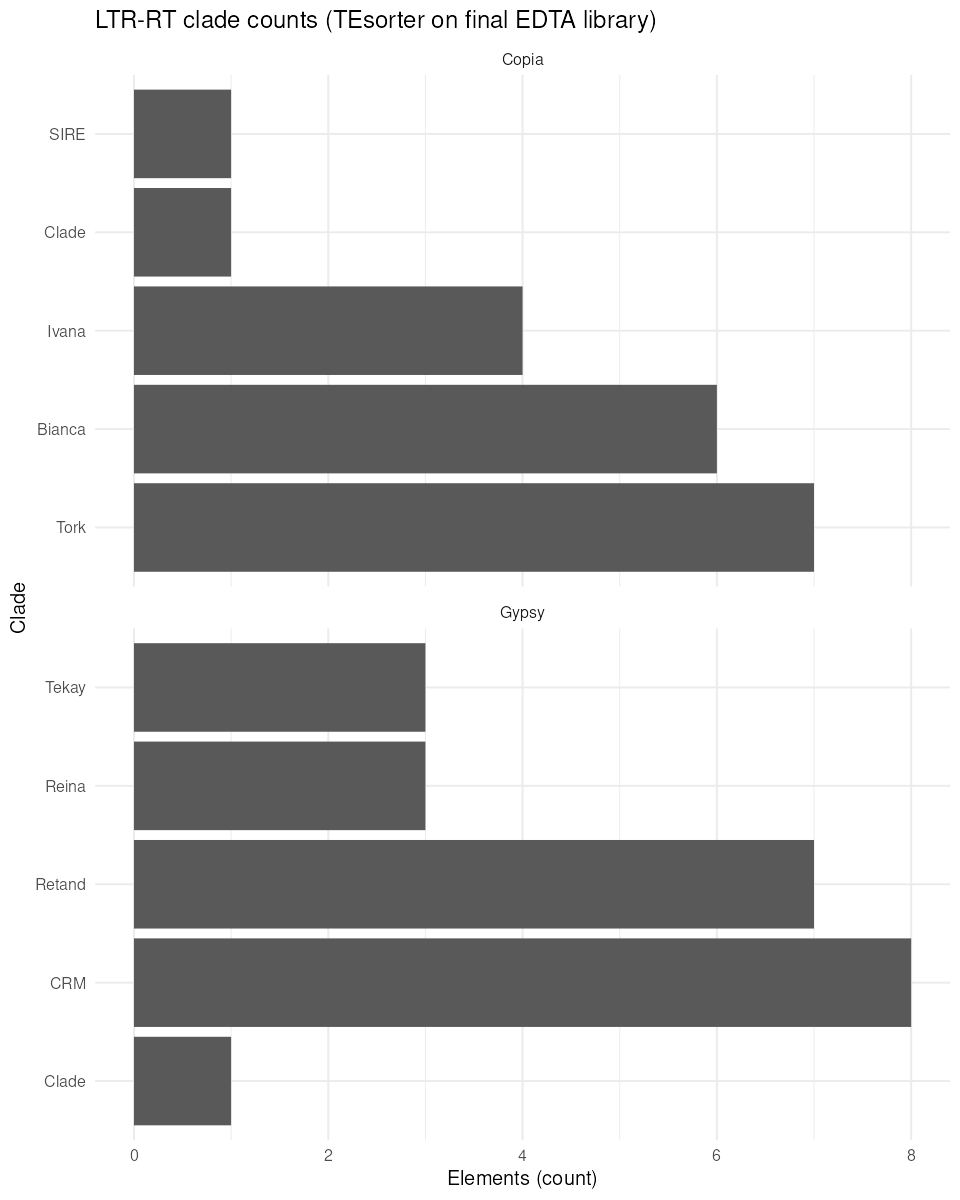 LTR-RT clade counts (TEsorter on final EDTA library)
Copia
SIRE
Clade
Ivana
Bianca
Tork
Clade
Gypsy
Tekay
Reina
Retand
CRM
Clade
0 2 4 6 8
Elements (count)